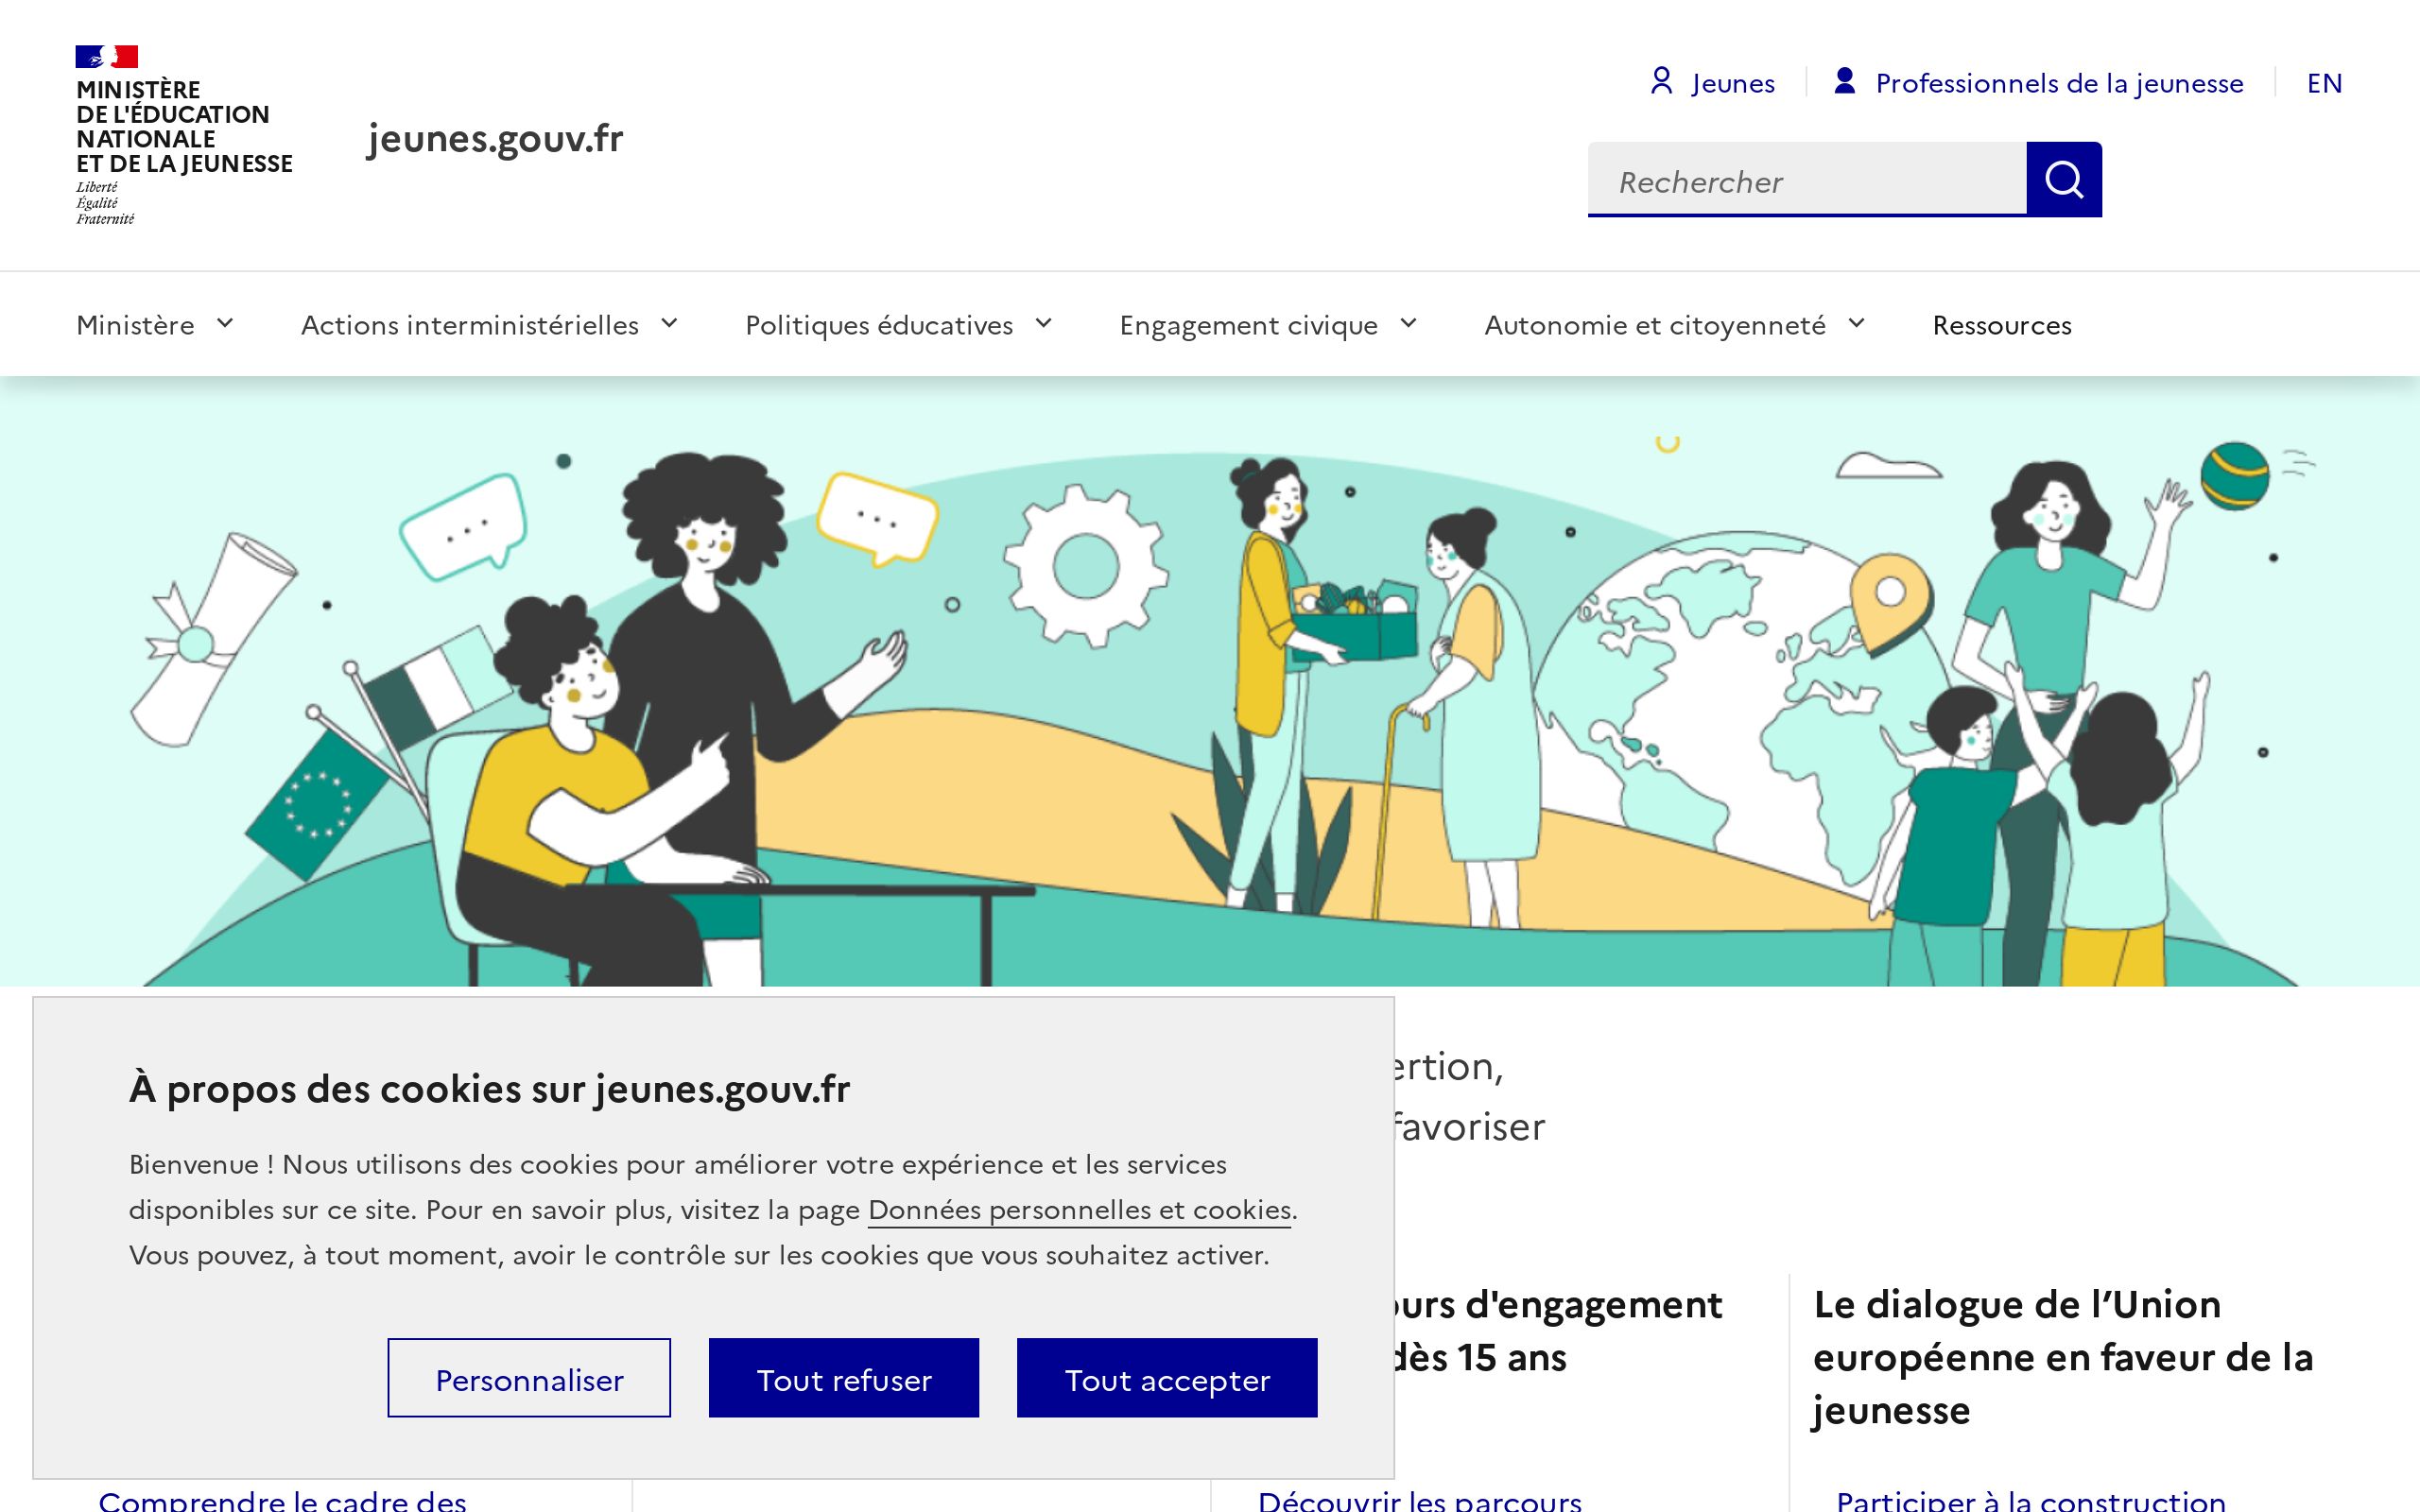 MINISTÈRE
DE L'ÉDUCATION
NATIONALE
ET DE LA JEUNESSE
Liberté
Égalité
Fraternité
jeunes.gouv.fr
Jeunes
Professionnels de la jeunesse
EN
Rechercher
Ministère
Actions interministérielles
Politiques éducatives
Engagement civique
Autonomie et citoyenneté
Ressources
À propos des cookies sur jeunes.gouv.fr
Bienvenue ! Nous utilisons des cookies pour améliorer votre expérience et les services
disponibles sur ce site. Pour en savoir plus, visitez la page Données personnelles et cookies.
Vous pouvez, à tout moment, avoir le contrôle sur les cookies que vous souhaitez activer.
Personnaliser
Tout refuser
Tout accepter
favoriser
d'engagement
dès 15 ans
Le dialogue de l’Union
européenne en faveur de la
jeunesse
Comprendre le cadre des
Découvrir les parcours
Participer à la construction